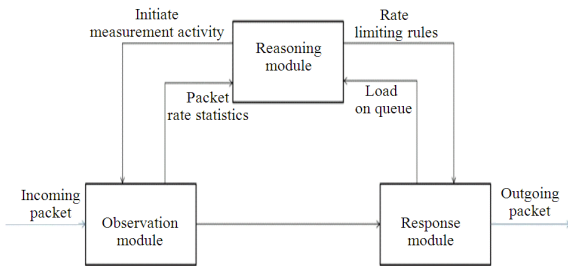 Initiate
measurement activity
Rate
limiting rules
Reasoning
module
Packet
rate statistics
Load
on queue
Incoming
packet
Observation
module
Response
module
Outgoing
packet